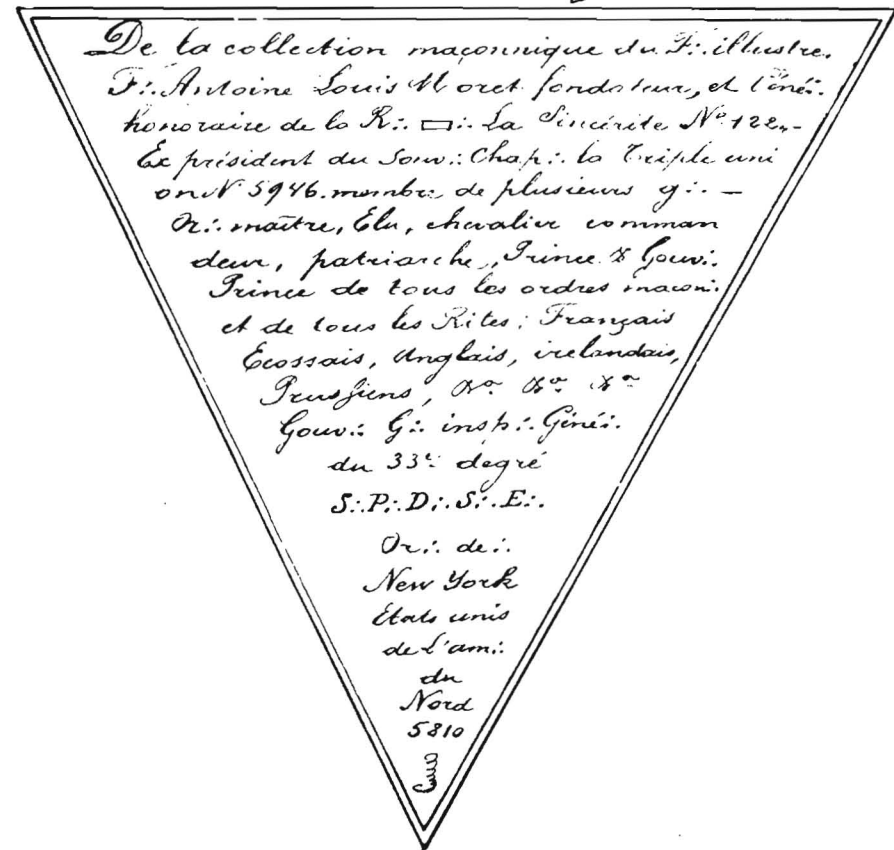 De la collection maçonnique du F∴ illustre.
F∴ Antoine Louis Moret fondateur, et Véné∴
honoraire de la R∴ ▭∴ La Sincérite Nº 122,-
Ex président du Souv∴ Chap∴ la Triple uni
on N 5946. membre de plusieurs g∴ –
Or∴ maître, Elu, chevalier comman
deur, patriarche, Prince & Gouv∴
Prince de tous les ordres maçon∴
et de tous les Rites; Français
Ecossais, Anglais, irelandais,
Prussiens, &ª &ª &ª
Gouv∴ G∴ insp∴ Géné∴
du 33e degré
S∴P∴D∴S∴E∴
Or∴ de∴
New York
Etats unis
de l'am∴
du
Nord
5810